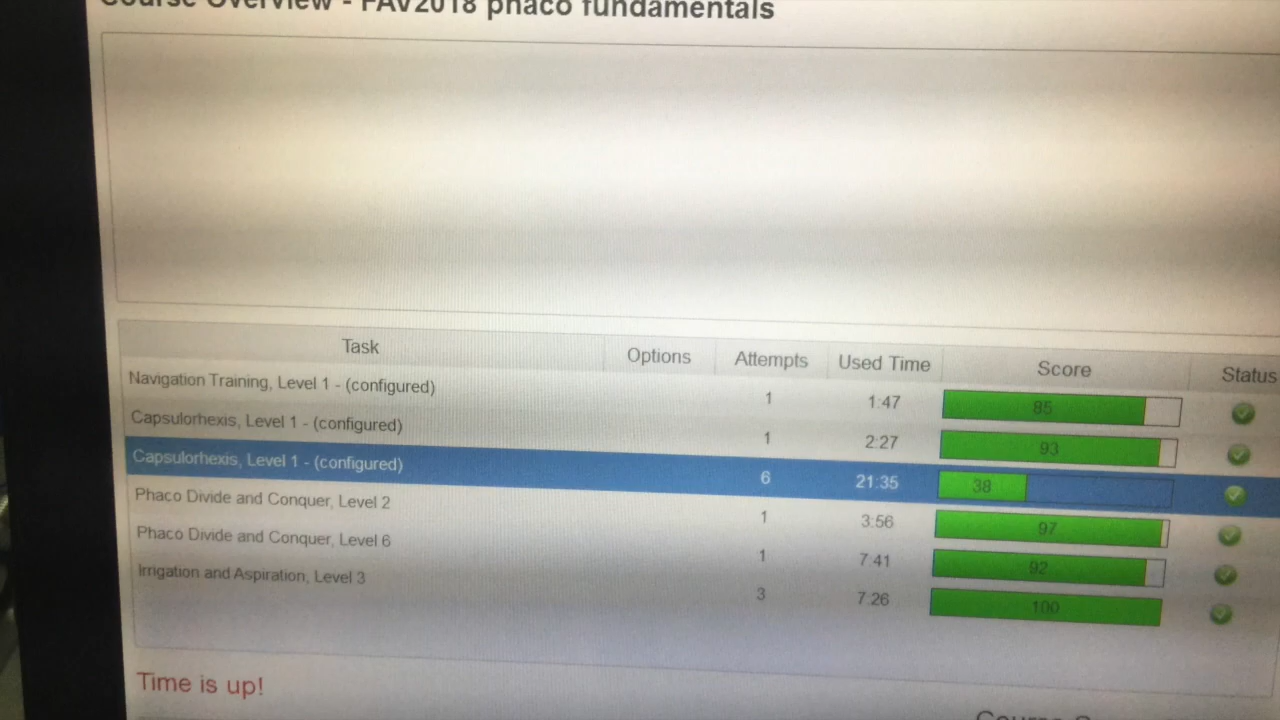 Course Overview - FAV2018 phaco fundamentals
Task Options Attempts Used Time Score Status
Navigation Training, Level 1 - (configured) 1 1:47 85
Capsulorhexis, Level 1 - (configured) 1 2:27 93
Capsulorhexis, Level 1 - (configured) 6 21:35 38
Phaco Divide and Conquer, Level 2 1 3:56 97
Phaco Divide and Conquer, Level 6 1 7:41 92
Irrigation and Aspiration, Level 3 3 7:26 100
Time is up!